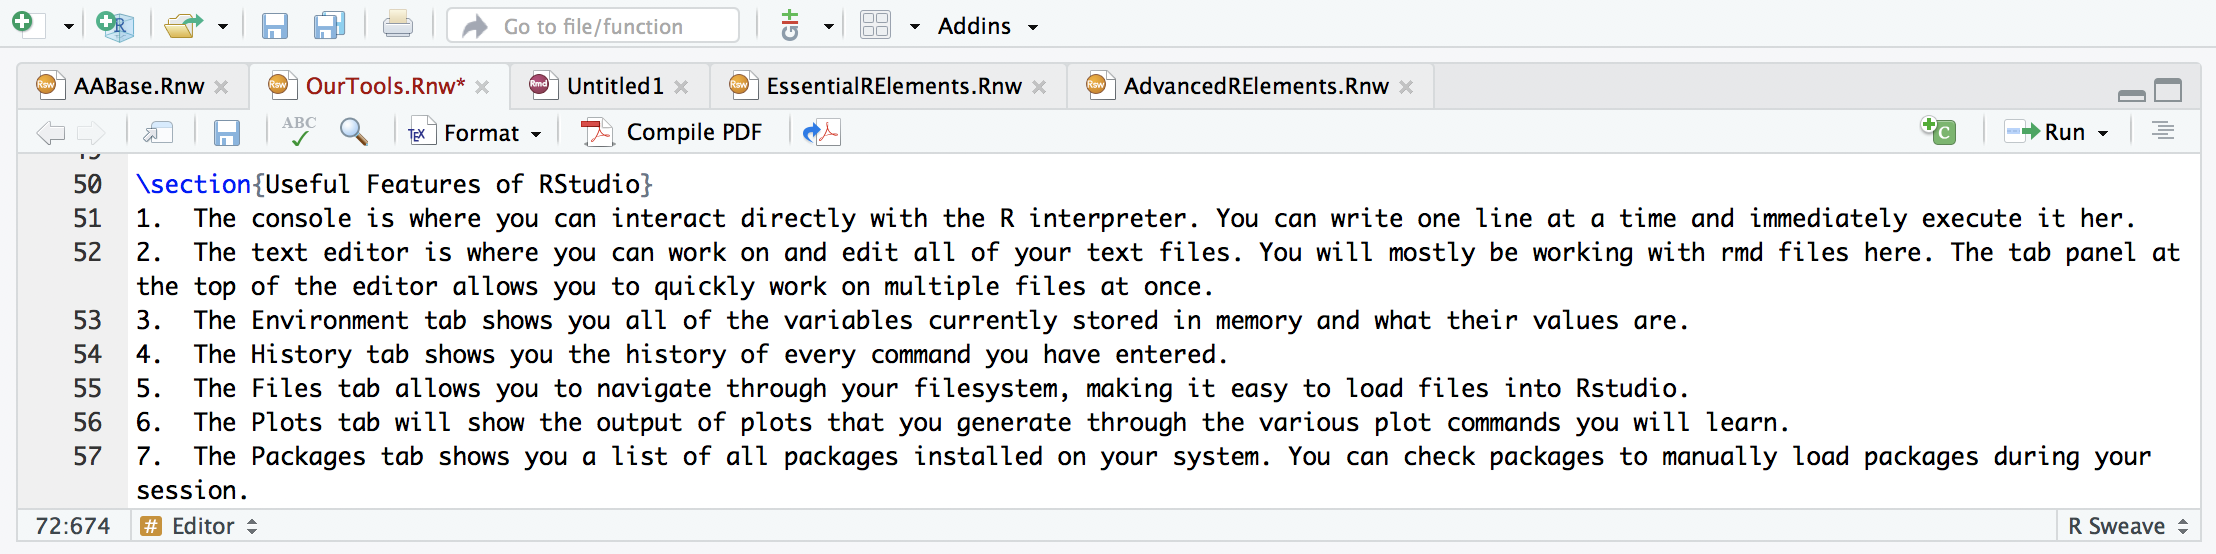 Go to file/function Addins
AABase.Rnw OurTools.Rnw* Untitled1 EssentialRElements.Rnw AdvancedRElements.Rnw
ABC Format Compile PDF Run
50 \section{Useful Features of RStudio}
51 1.  The console is where you can interact directly with the R interpreter. You can write one line at a time and immediately execute it her.
52 2.  The text editor is where you can work on and edit all of your text files. You will mostly be working with rmd files here. The tab panel at
the top of the editor allows you to quickly work on multiple files at once.
53 3.  The Environment tab shows you all of the variables currently stored in memory and what their values are.
54 4.  The History tab shows you the history of every command you have entered.
55 5.  The Files tab allows you to navigate through your filesystem, making it easy to load files into Rstudio.
56 6.  The Plots tab will show the output of plots that you generate through the various plot commands you will learn.
57 7.  The Packages tab shows you a list of all packages installed on your system. You can check packages to manually load packages during your
session.
72:674 # Editor R Sweave